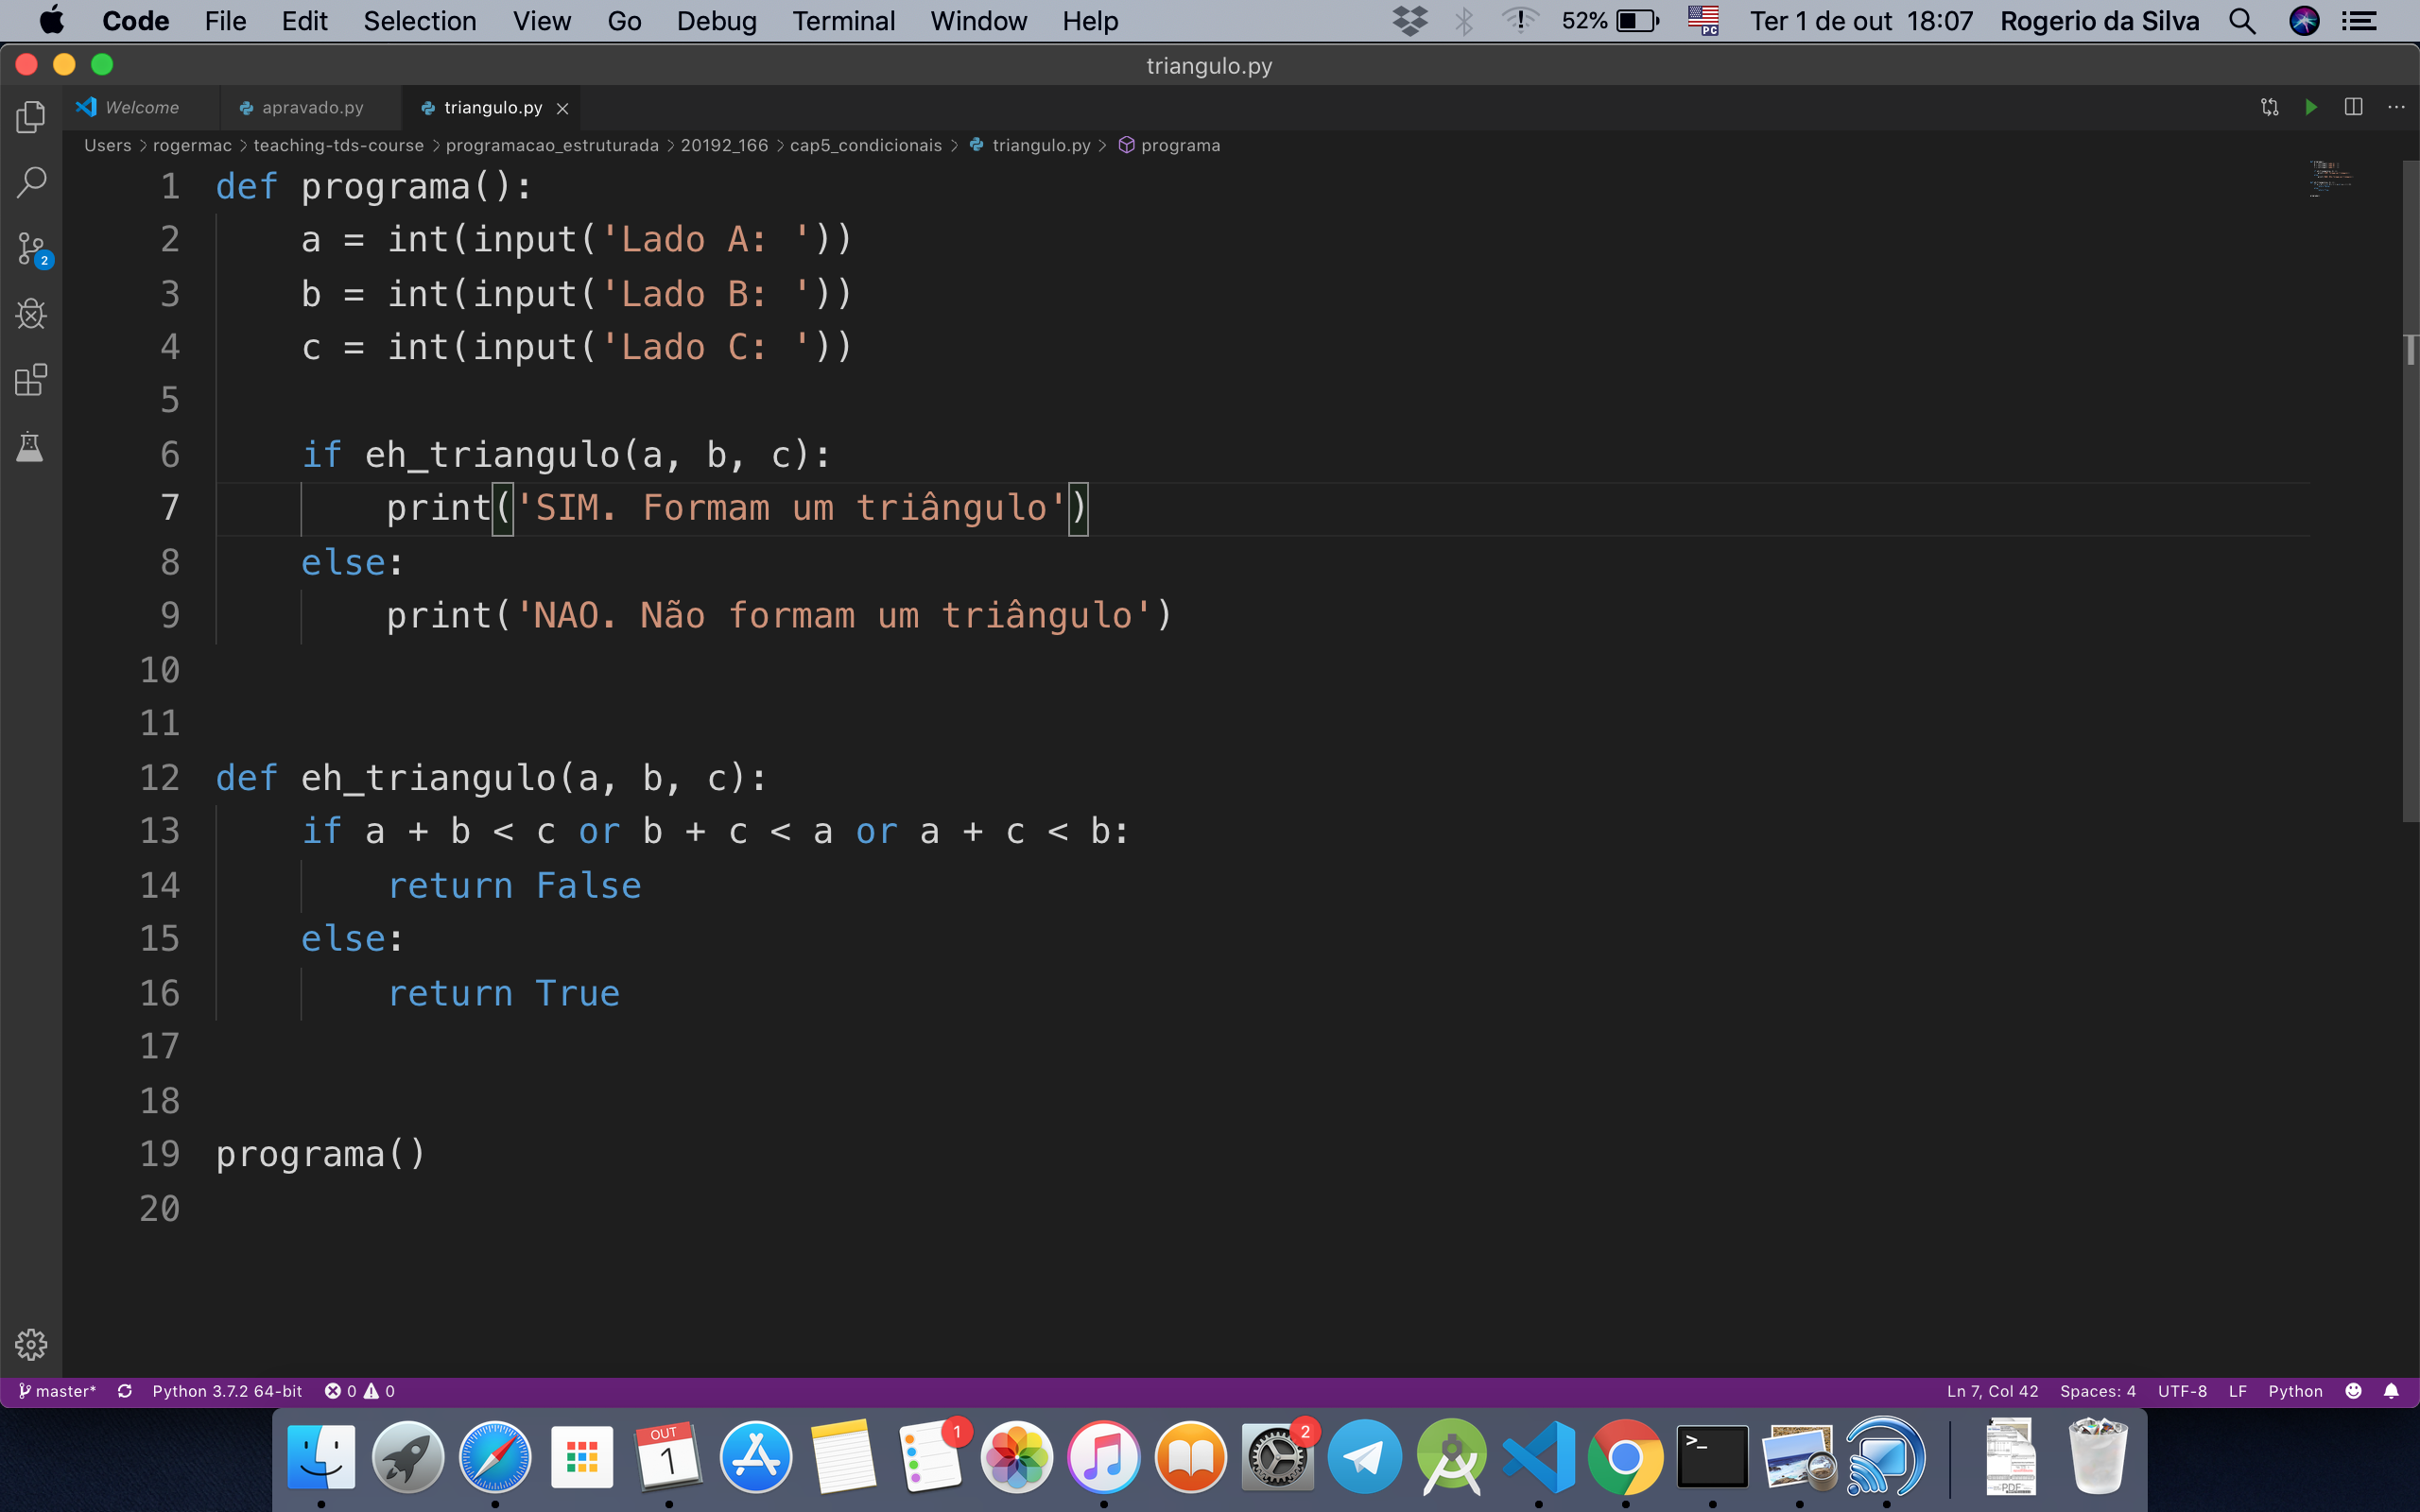 Code File Edit Selection View Go Debug Terminal Window Help 52% PC Ter 1 de out 18:07 Rogerio da Silva
triangulo.py
Welcome apravado.py triangulo.py
Users > rogermac > teaching-tds-course > programacao_estruturada > 20192_166 > cap5_condicionais > triangulo.py > programa
1 def programa():
2     a = int(input('Lado A: '))
3     b = int(input('Lado B: '))
4     c = int(input('Lado C: '))
5
6     if eh_triangulo(a, b, c):
7         print('SIM. Formam um triângulo')
8     else:
9         print('NAO. Não formam um triângulo')
10
11
12 def eh_triangulo(a, b, c):
13     if a + b < c or b + c < a or a + c < b:
14         return False
15     else:
16         return True
17
18
19 programa()
20
2
master* Python 3.7.2 64-bit 0 0 Ln 7, Col 42 Spaces: 4 UTF-8 LF Python
OUT
1
1
2
>_
PDF